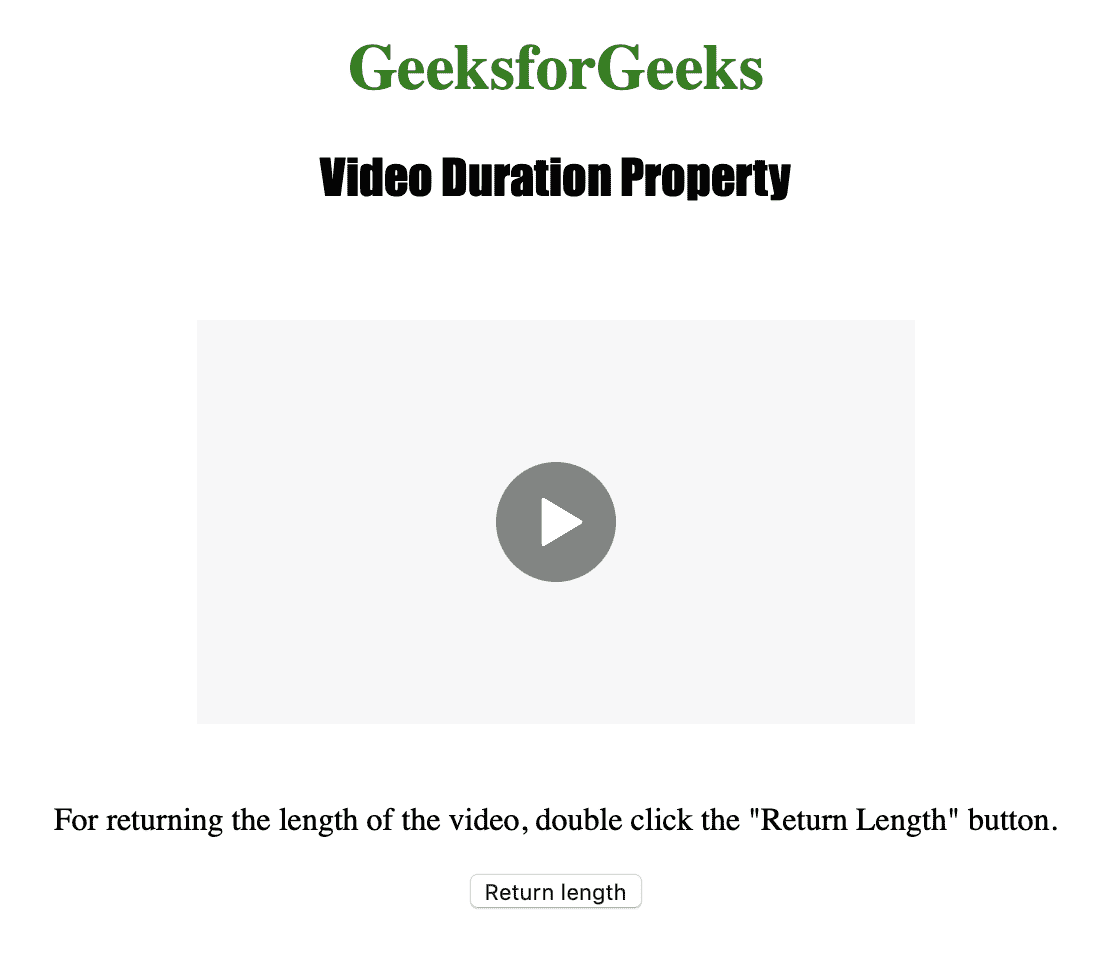 GeeksforGeeks
Video Duration Property
For returning the length of the video, double click the "Return Length" button.
Return length